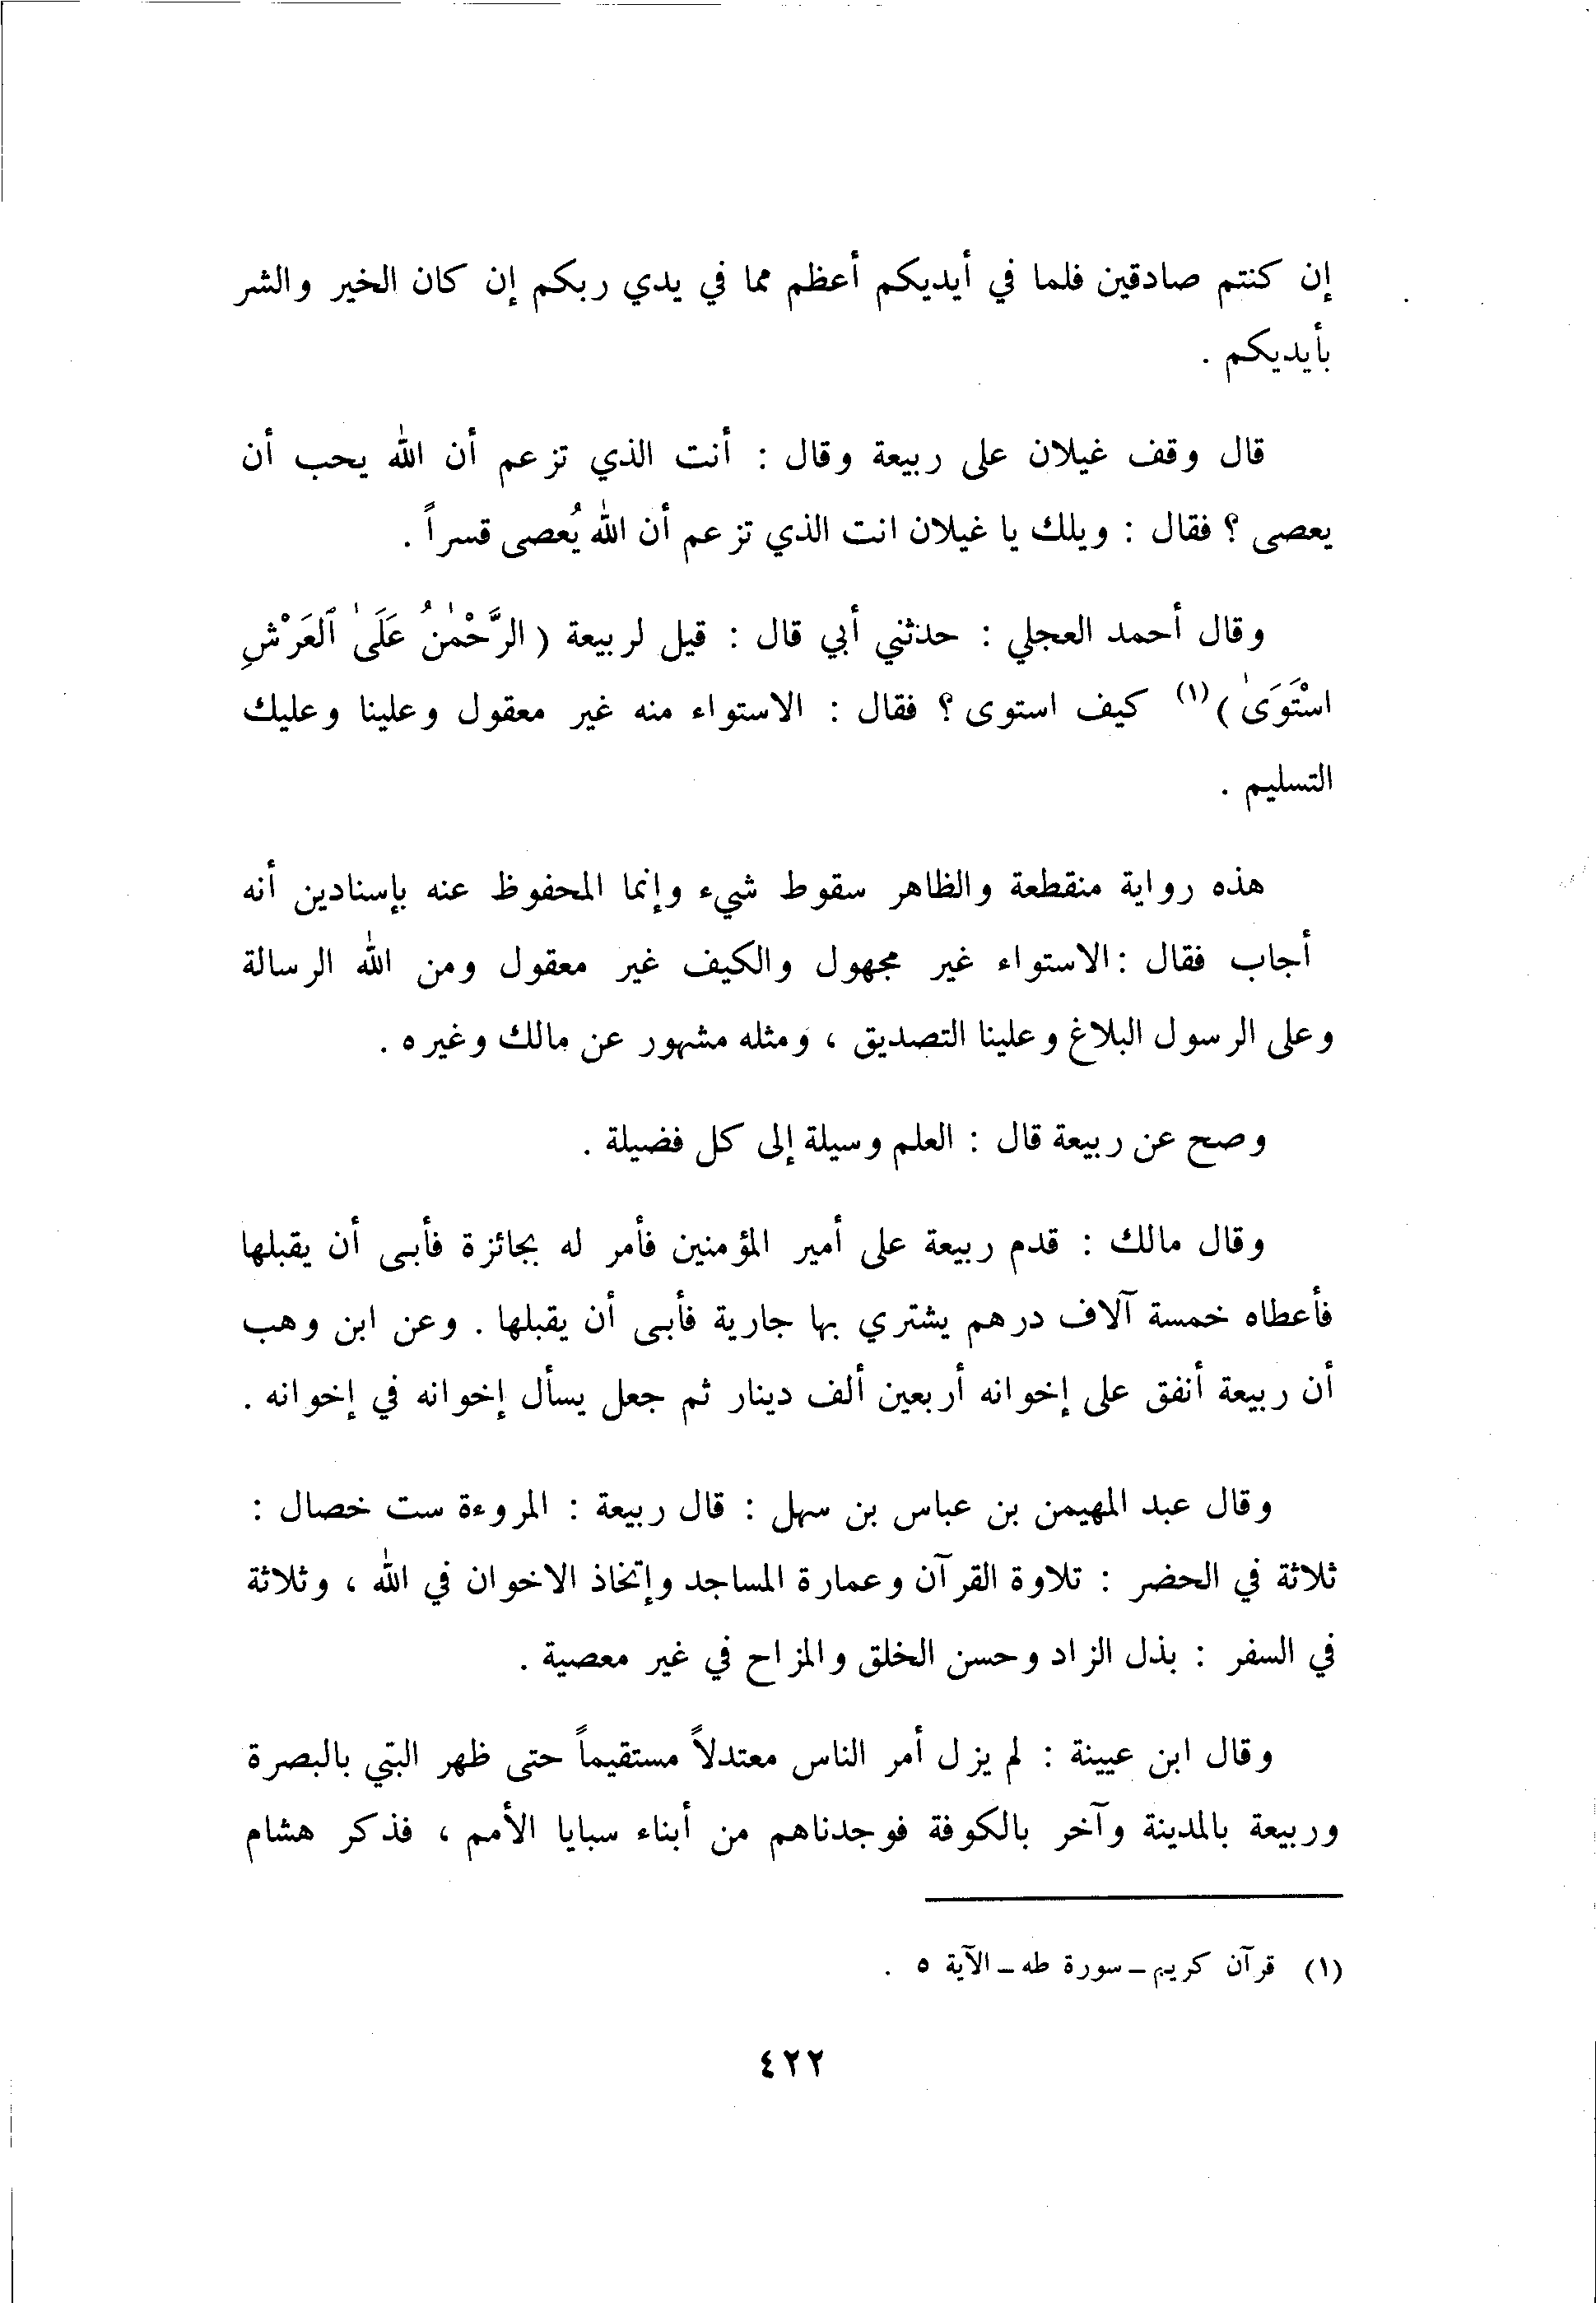 إن كنتم صادقين فلما في أيديكم أعظم مما في يدي ربكم إن كان الخير والشر
بأيديكم .
قال وقف غيلان على ربيعة وقال : أنت الذي تزعم أن الله يحب أن
يعصى ؟ فقال : ويلك يا غيلان انت الذي تزعم أن الله يُعصى قسراً .
وقال أحمد العجلي : حدثني أبي قال : قيل لربيعة ( الرَّحْمٰنُ عَلَىٰ ٱلعَرْشِ
اسْتَوَىٰ ) (١) كيف استوى ؟ فقال : الاستواء منه غير معقول وعلينا وعليك
التسليم .
هذه رواية منقطعة والظاهر سقوط شيء وإنما المحفوظ عنه بإسنادين أنه
أجاب فقال : الاستواء غير مجهول والكيف غير معقول ومن الله الرسالة
وعلى الرسول البلاغ وعلينا التصديق ، ومثله مشهور عن مالك وغيره .
وصح عن ربيعة قال : العلم وسيلة إلى كل فضيلة .
وقال مالك : قدم ربيعة على أمير المؤمنين فأمر له بجائزة فأبى أن يقبلها
فأعطاه خمسة آلاف درهم يشتري بها جارية فأبى أن يقبلها . وعن ابن وهب
أن ربيعة أنفق على إخوانه أربعين ألف دينار ثم جعل يسأل إخوانه في إخوانه .
وقال عبد المهيمن بن عباس بن سهل : قال ربيعة : المروءة ست خصال :
ثلاثة في الحضر : تلاوة القرآن وعمارة المساجد وإتخاذ الاخوان في الله ، وثلاثة
في السفر : بذل الزاد وحسن الخلق والمزاح في غير معصية .
وقال ابن عيينة : لم يزل أمر الناس معتدلاً مستقيماً حتى ظهر البتي بالبصرة
وربيعة بالمدينة وآخر بالكوفة فوجدناهم من أبناء سبايا الأمم ، فذكر هشام
(١) قرآن كريم - سورة طه - الآية ٥ .
٤٢٢